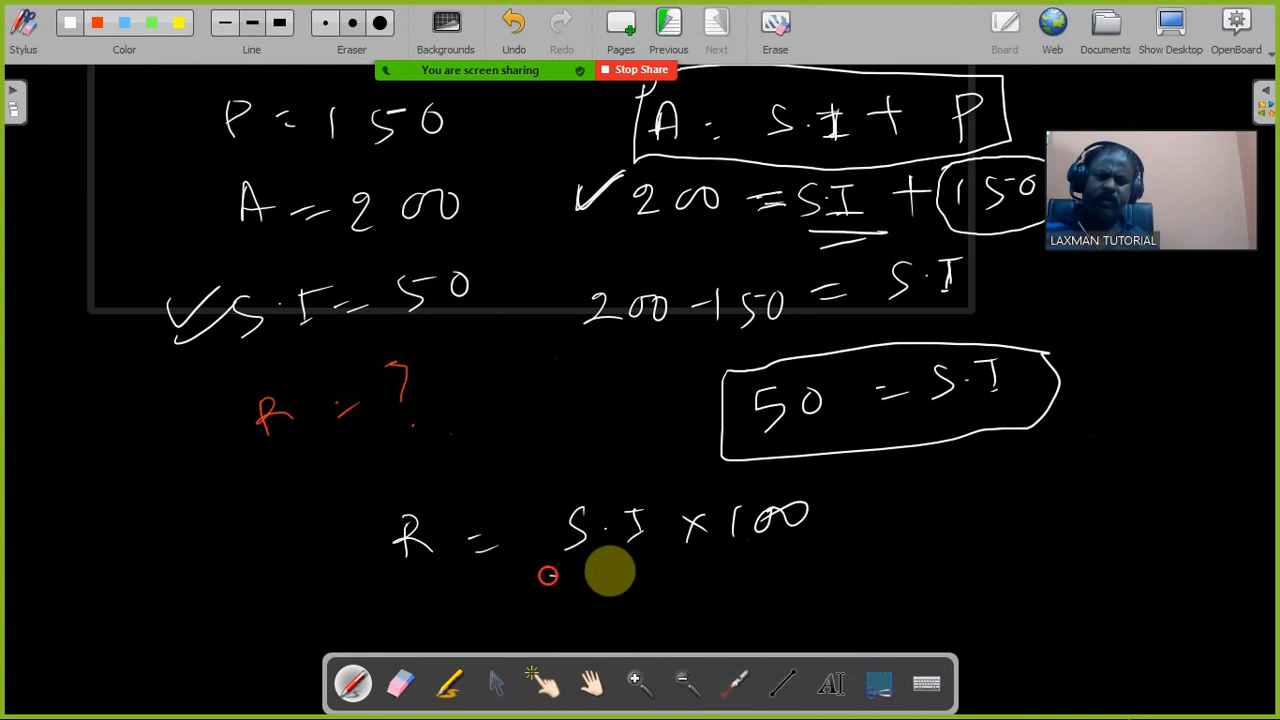 Stylus
Color
Line
Eraser
Backgrounds
Undo
Redo
Pages
Previous
Next
Erase
Board
Web
Documents
Show Desktop
OpenBoard
You are screen sharing
Stop Share
P = 150
A = S.I + P
A = 200
200 = S.I + 150
LAXMAN TUTORIAL
S.I = 50
200 - 150 = S.I
R = ?
50 = S.I
R = S.I × 100
AI